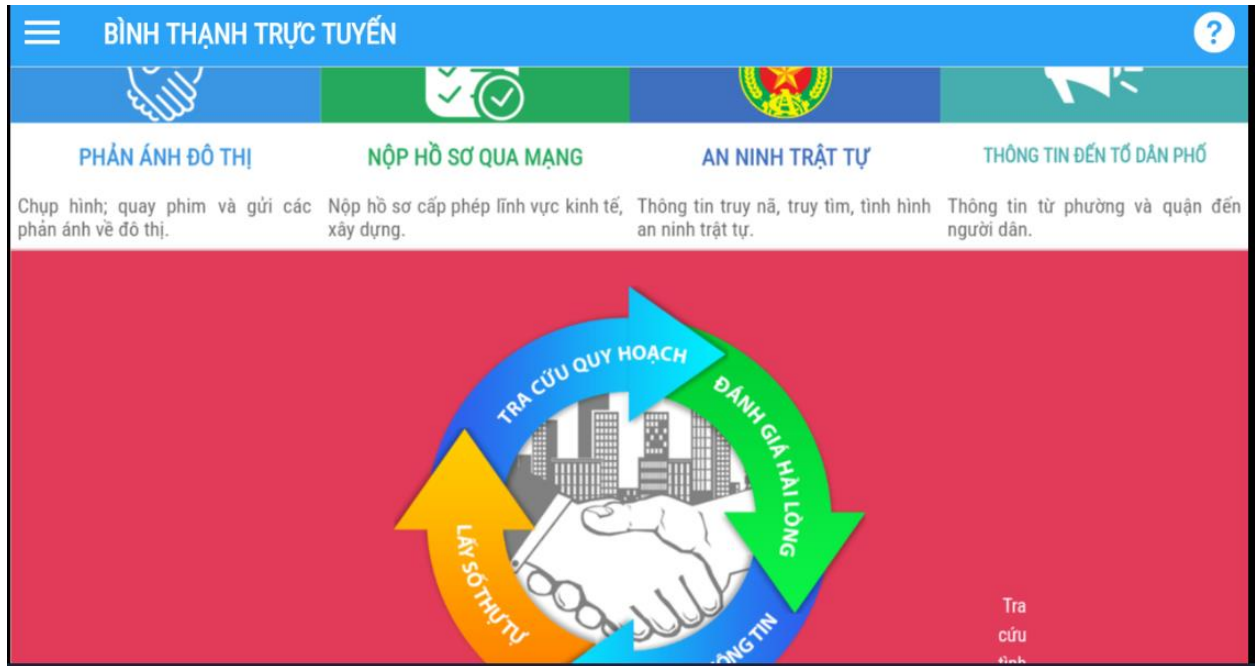 BÌNH THẠNH TRỰC TUYẾN
?
PHẢN ÁNH ĐÔ THỊ
Chụp hình; quay phim và gửi các
phản ánh về đô thị.
NỘP HỒ SƠ QUA MẠNG
Nộp hồ sơ cấp phép lĩnh vực kinh tế,
xây dựng.
AN NINH TRẬT TỰ
Thông tin truy nã, truy tìm, tình hình
an ninh trật tự.
THÔNG TIN ĐẾN TỔ DÂN PHỐ
Thông tin từ phường và quận đến
người dân.
TRA CỨU QUY HOẠCH
ĐÁNH GIÁ HÀI LÒNG
LẤY SỐ THỰ TỰ
TIN
Tra
cứu